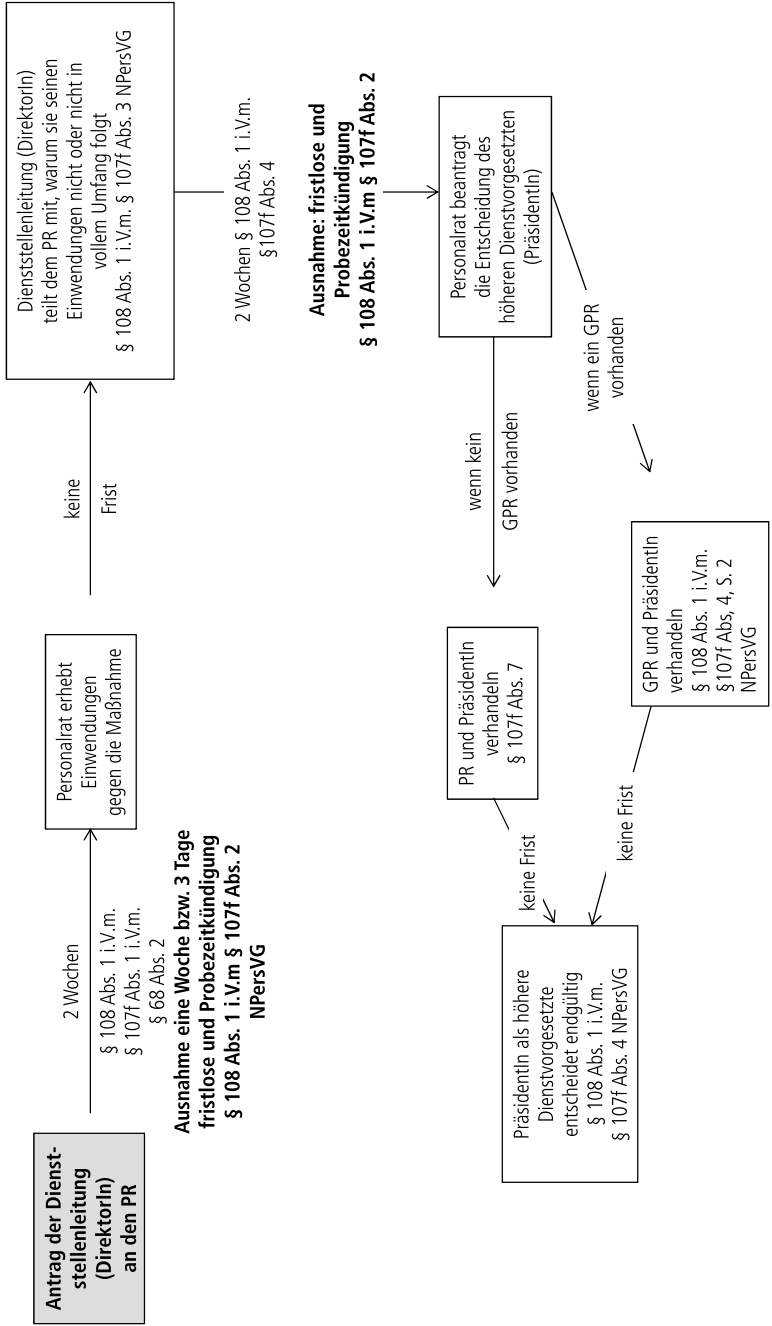 Antrag der Dienst-
stellenleitung
(DirektorIn)
an den PR
2 Wochen
§ 108 Abs. 1 i.V.m.
§ 107f Abs. 1 i.V.m.
§ 68 Abs. 2
Ausnahme eine Woche bzw. 3 Tage
fristlose und Probezeitkündigung
§ 108 Abs. 1 i.V.m § 107f Abs. 2
NPersVG
Personalrat erhebt
Einwendungen
gegen die Maßnahme
keine
Frist
Dienststellenleitung (DirektorIn)
teilt dem PR mit, warum sie seinen
Einwendungen nicht oder nicht in
vollem Umfang folgt
§ 108 Abs. 1 i.V.m. § 107f Abs. 3 NPersVG
2 Wochen § 108 Abs. 1 i.V.m.
§107f Abs. 4
Ausnahme: fristlose und
Probezeitkündigung
§ 108 Abs. 1 i.V.m § 107f Abs. 2
Personalrat beantragt
die Entscheidung des
höheren Dienstvorgesetzten
(PräsidentIn)
wenn kein
GPR vorhanden
wenn ein GPR
vorhanden
PR und PräsidentIn
verhandeln
§ 107f Abs. 7
GPR und PräsidentIn
verhandeln
§ 108 Abs. 1 i.V.m.
§107f Abs, 4, S. 2
NPersVG
keine Frist
keine Frist
PräsidentIn als höhere
Dienstvorgesetzte
entscheidet endgültig
§ 108 Abs. 1 i.V.m.
§ 107f Abs. 4 NPersVG